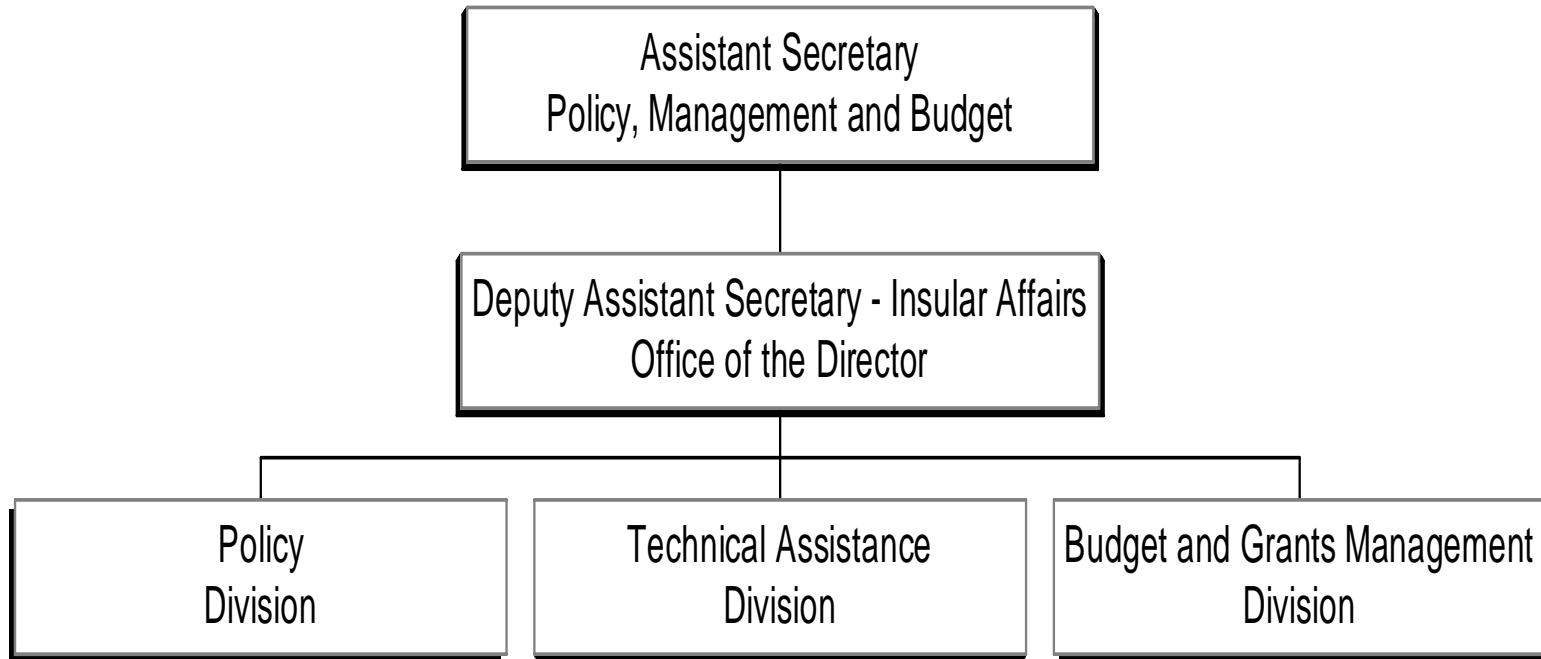 Assistant Secretary
Policy, Management and Budget
Deputy Assistant Secretary - Insular Affairs
Office of the Director
Policy
Division
Technical Assistance
Division
Budget and Grants Management
Division